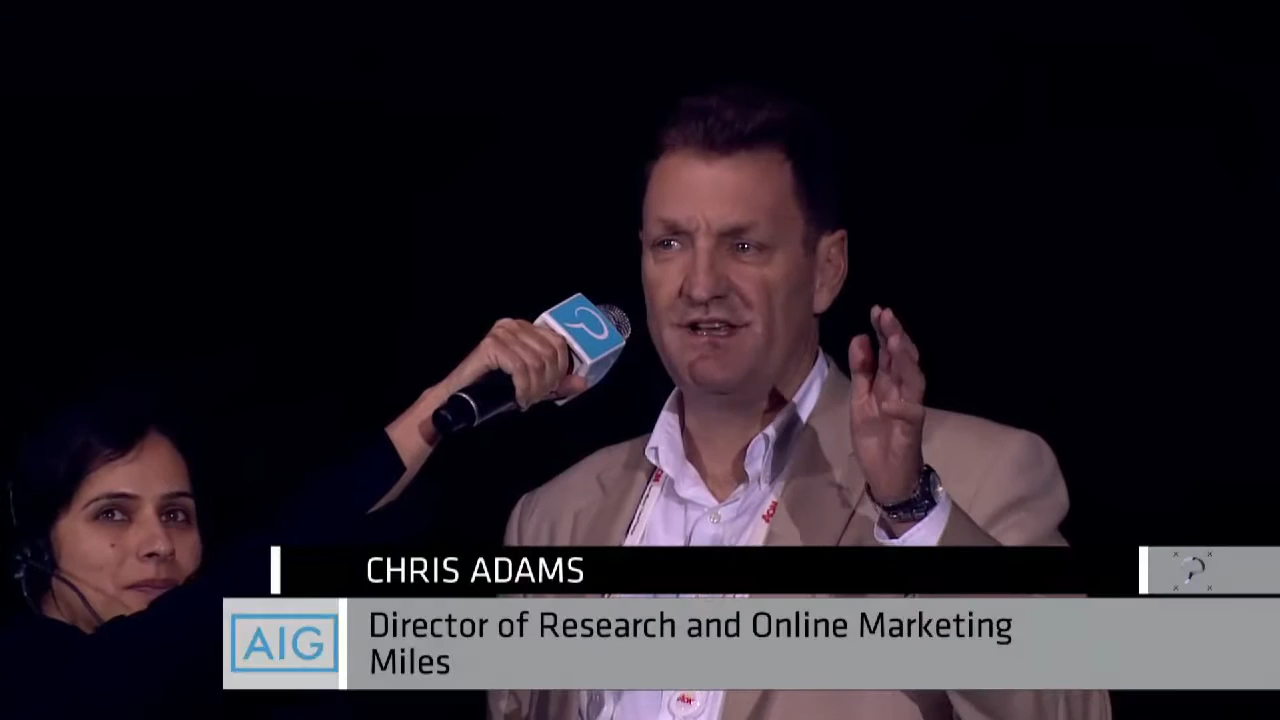 CHRIS ADAMS
AIG
Director of Research and Online Marketing
Miles